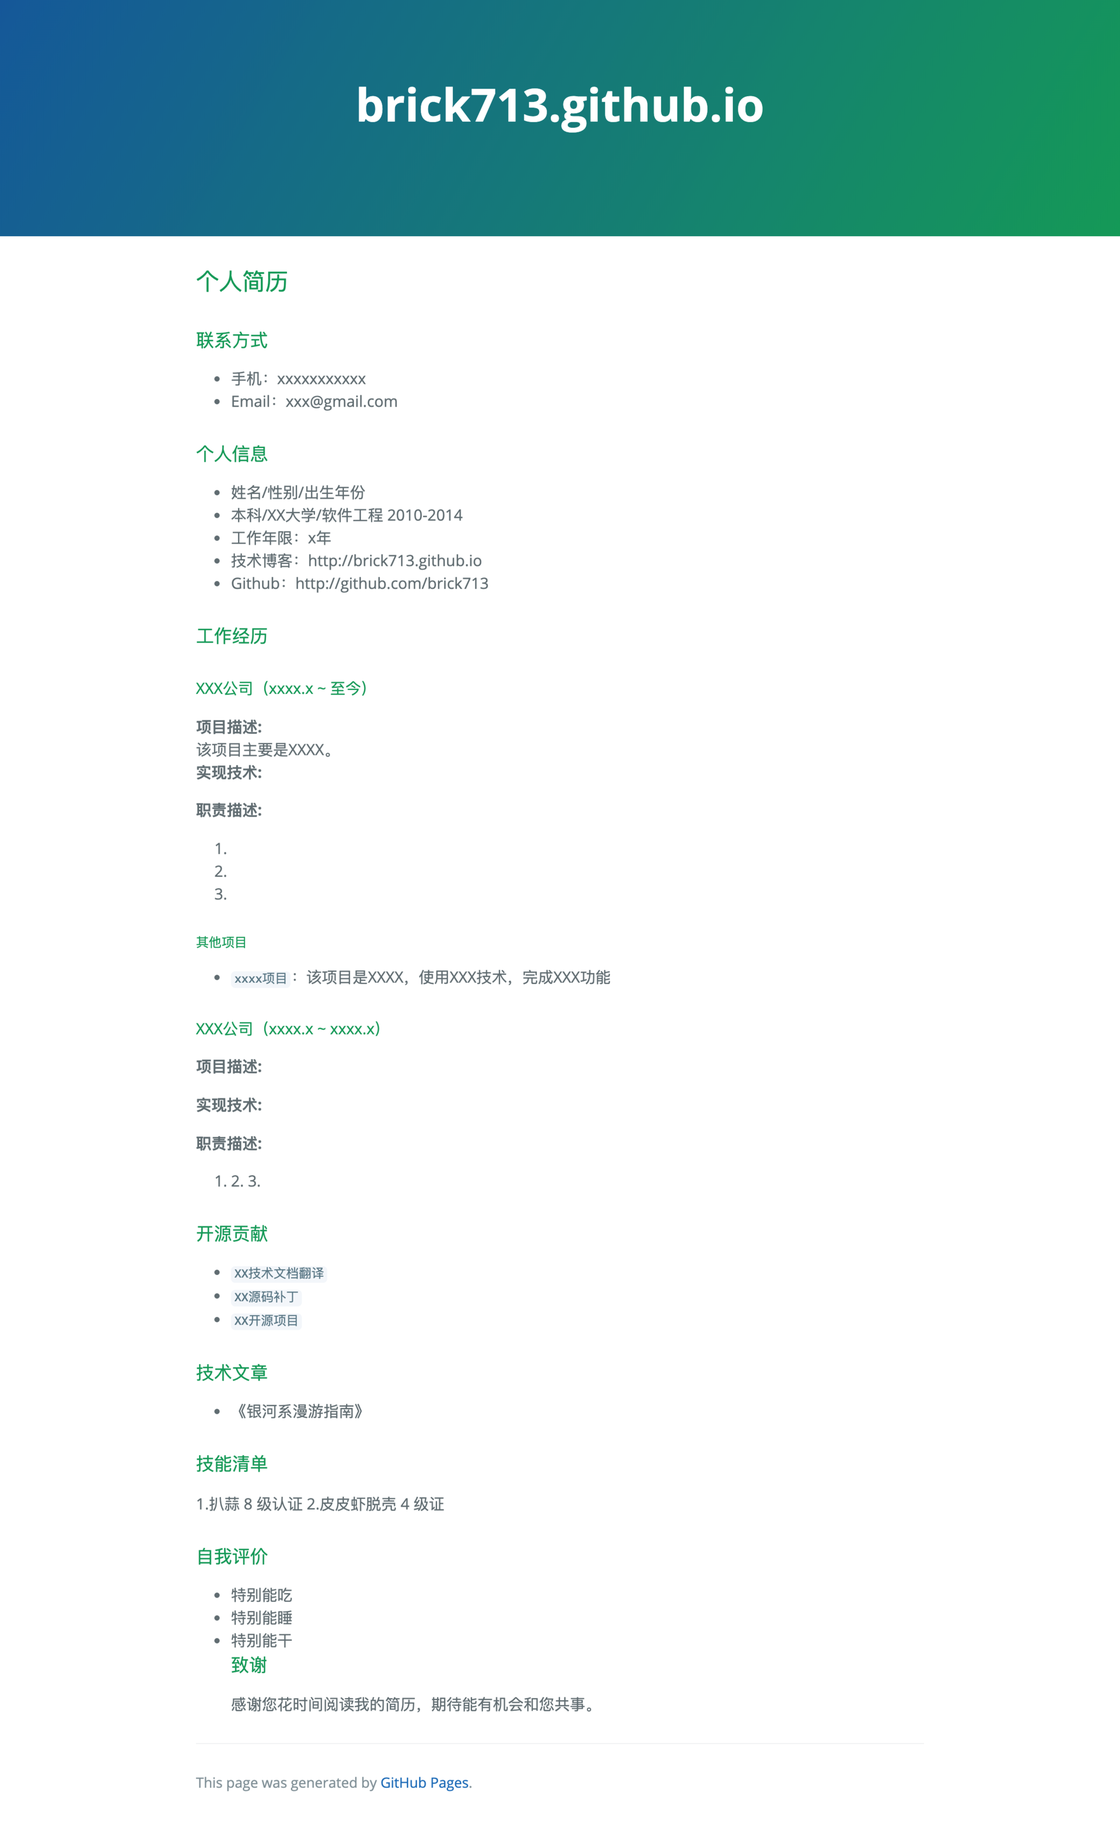 brick713.github.io
个人简历
联系方式
手机：xxxxxxxxxxx
Email：xxx@gmail.com
个人信息
姓名/性别/出生年份
本科/XX大学/软件工程 2010-2014
工作年限：x年
技术博客：http://brick713.github.io
Github：http://github.com/brick713
工作经历
XXX公司（xxxx.x ~ 至今）
项目描述:
该项目主要是XXXX。
实现技术:
职责描述:
1.
2.
3.
其他项目
xxxx项目：该项目是XXXX，使用XXX技术，完成XXX功能
XXX公司（xxxx.x ~ xxxx.x）
项目描述:
实现技术:
职责描述:
1. 2. 3.
开源贡献
XX技术文档翻译
XX源码补丁
XX开源项目
技术文章
《银河系漫游指南》
技能清单
1.扒蒜 8 级认证 2.皮皮虾脱壳 4 级证
自我评价
特别能吃
特别能睡
特别能干
致谢
感谢您花时间阅读我的简历，期待能有机会和您共事。
This page was generated by GitHub Pages.